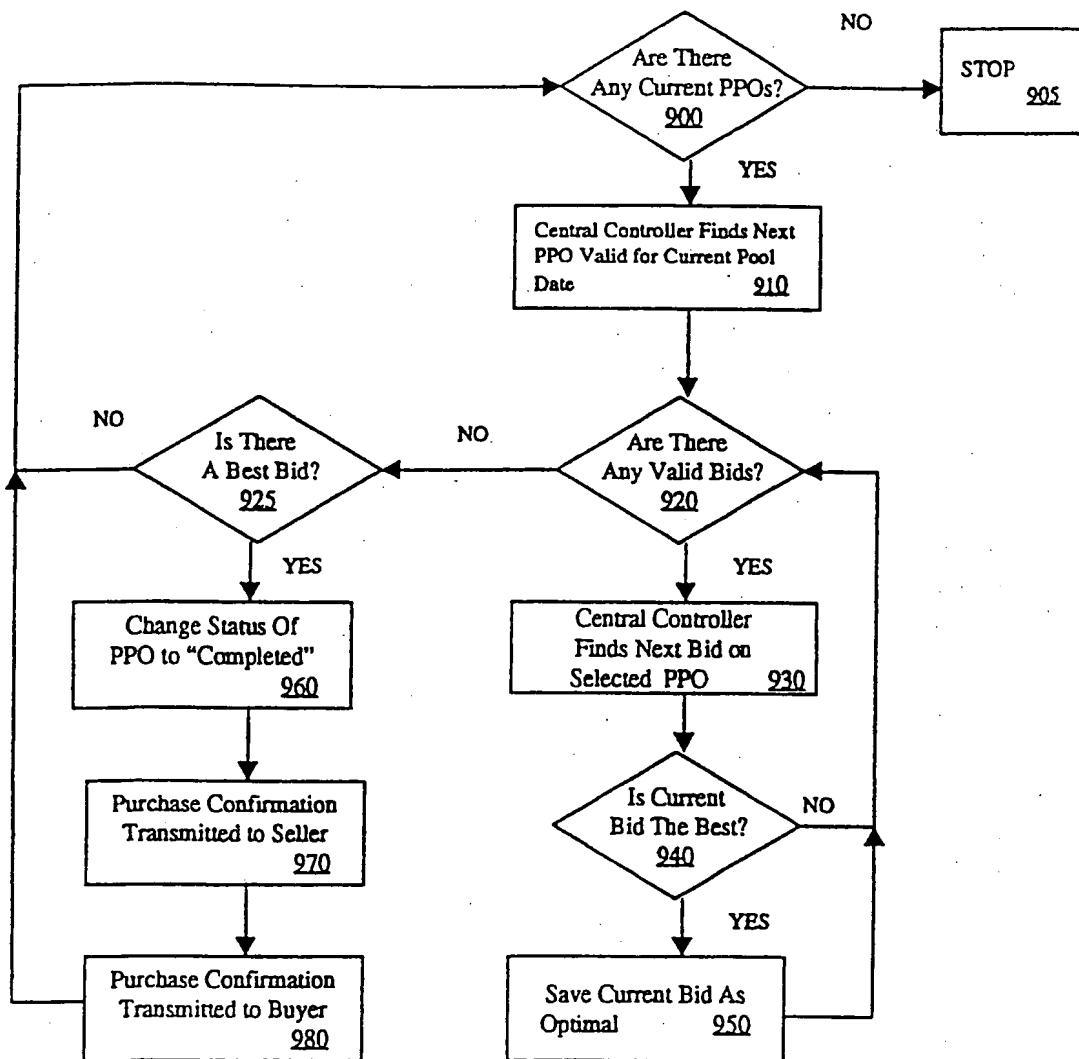 Are There
Any Current PPOs?
900
NO
STOP
905
YES
Central Controller Finds Next
PPO Valid for Current Pool
Date 910
NO
Is There
A Best Bid?
925
NO
Are There
Any Valid Bids?
920
YES
YES
Change Status Of
PPO to "Completed"
960
Central Controller
Finds Next Bid on
Selected PPO 930
Purchase Confirmation
Transmitted to Seller
970
Is Current
Bid The Best?
940
NO
YES
Purchase Confirmation
Transmitted to Buyer
980
Save Current Bid As
Optimal 950